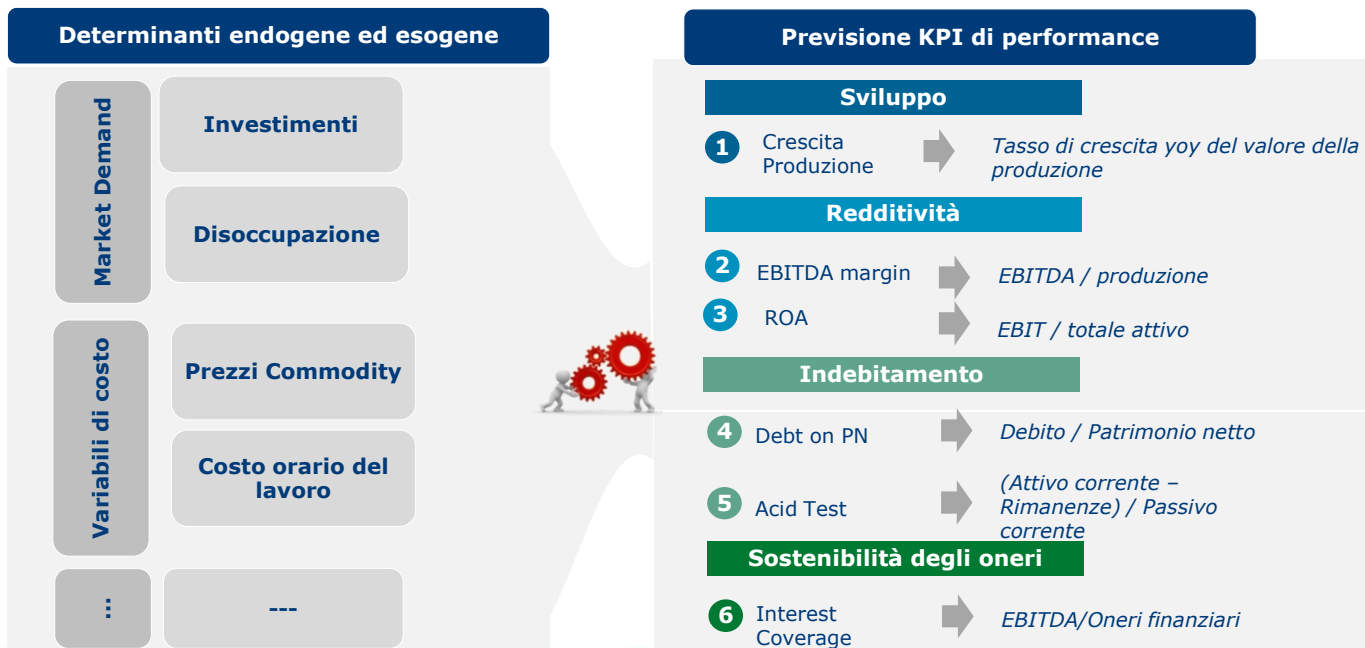 Determinanti endogene ed esogene
Market Demand
Investimenti
Disoccupazione
Variabili di costo
Prezzi Commodity
Costo orario del
lavoro
...
---
Previsione KPI di performance
Sviluppo
1 Crescita
Produzione
Tasso di crescita yoy del valore della
produzione
Redditività
2 EBITDA margin
EBITDA / produzione
3 ROA
EBIT / totale attivo
Indebitamento
4 Debt on PN
Debito / Patrimonio netto
5 Acid Test
(Attivo corrente –
Rimanenze) / Passivo
corrente
Sostenibilità degli oneri
6 Interest
Coverage
EBITDA/Oneri finanziari